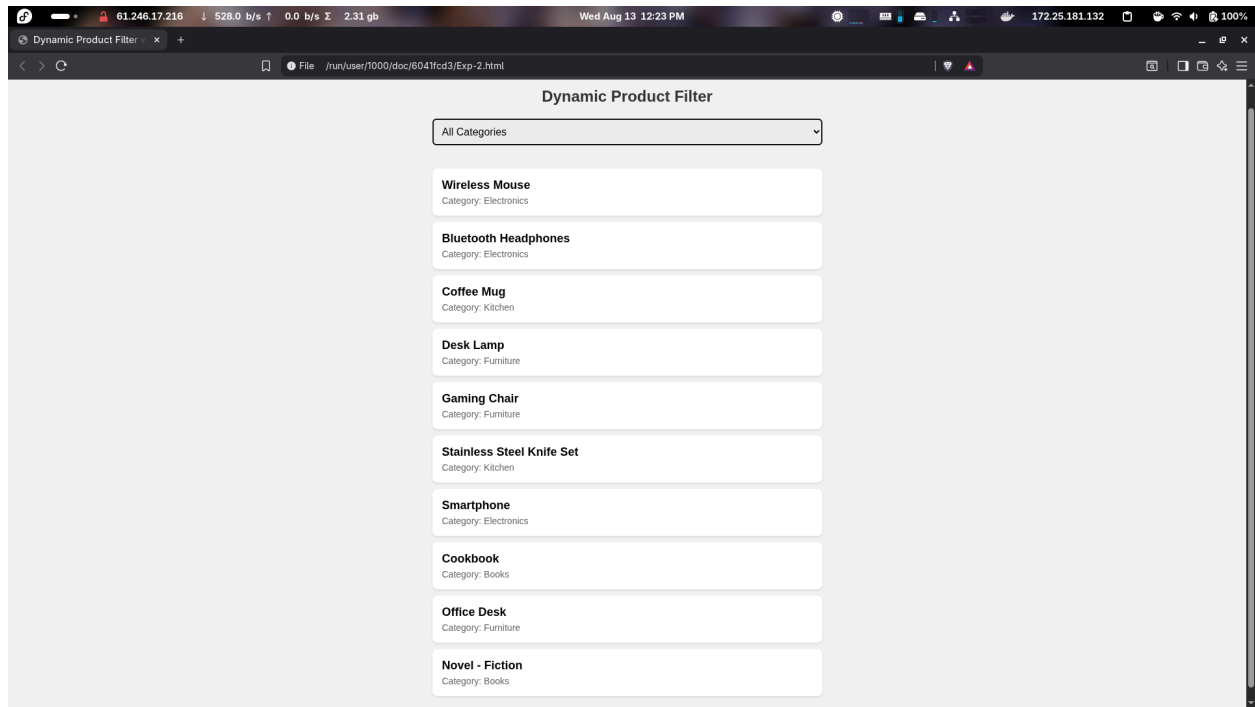 61.246.17.216 ↓ 528.0 b/s ↑ 0.0 b/s Σ 2.31 gb Wed Aug 13 12:23 PM 172.25.181.132 100%
Dynamic Product Filter
File /run/user/1000/doc/6041fcd3/Exp-2.html
Dynamic Product Filter
All Categories
Wireless Mouse
Category: Electronics
Bluetooth Headphones
Category: Electronics
Coffee Mug
Category: Kitchen
Desk Lamp
Category: Furniture
Gaming Chair
Category: Furniture
Stainless Steel Knife Set
Category: Kitchen
Smartphone
Category: Electronics
Cookbook
Category: Books
Office Desk
Category: Furniture
Novel - Fiction
Category: Books